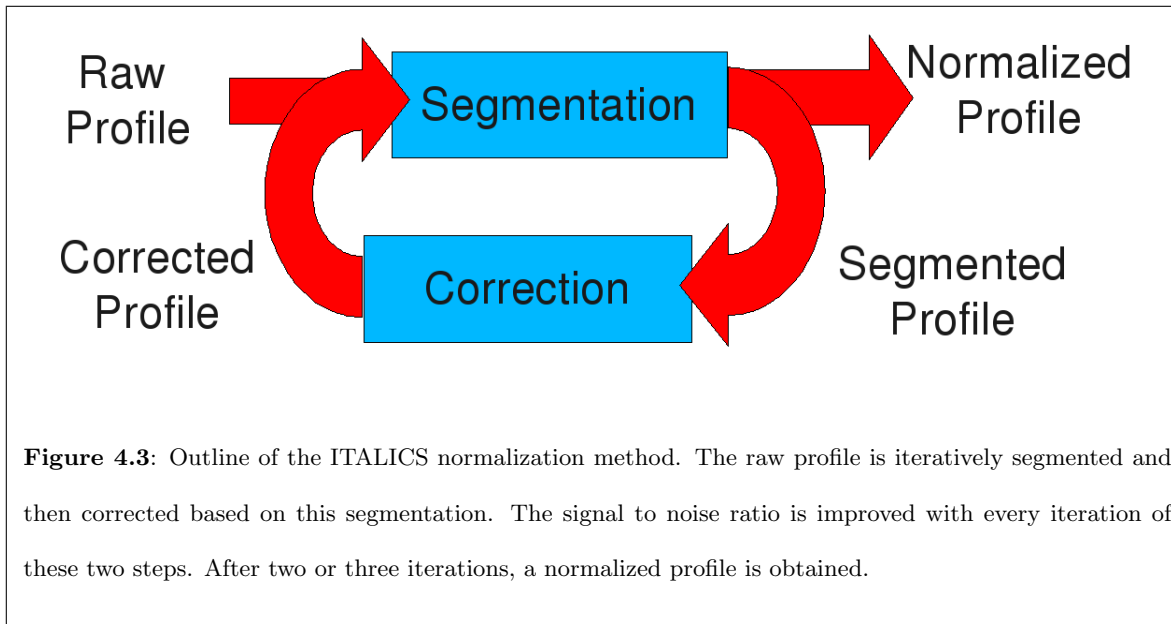 Raw
Profile
Segmentation
Normalized
Profile
Corrected
Profile
Correction
Segmented
Profile
Figure 4.3: Outline of the ITALICS normalization method. The raw profile is iteratively segmented and
then corrected based on this segmentation. The signal to noise ratio is improved with every iteration of
these two steps. After two or three iterations, a normalized profile is obtained.